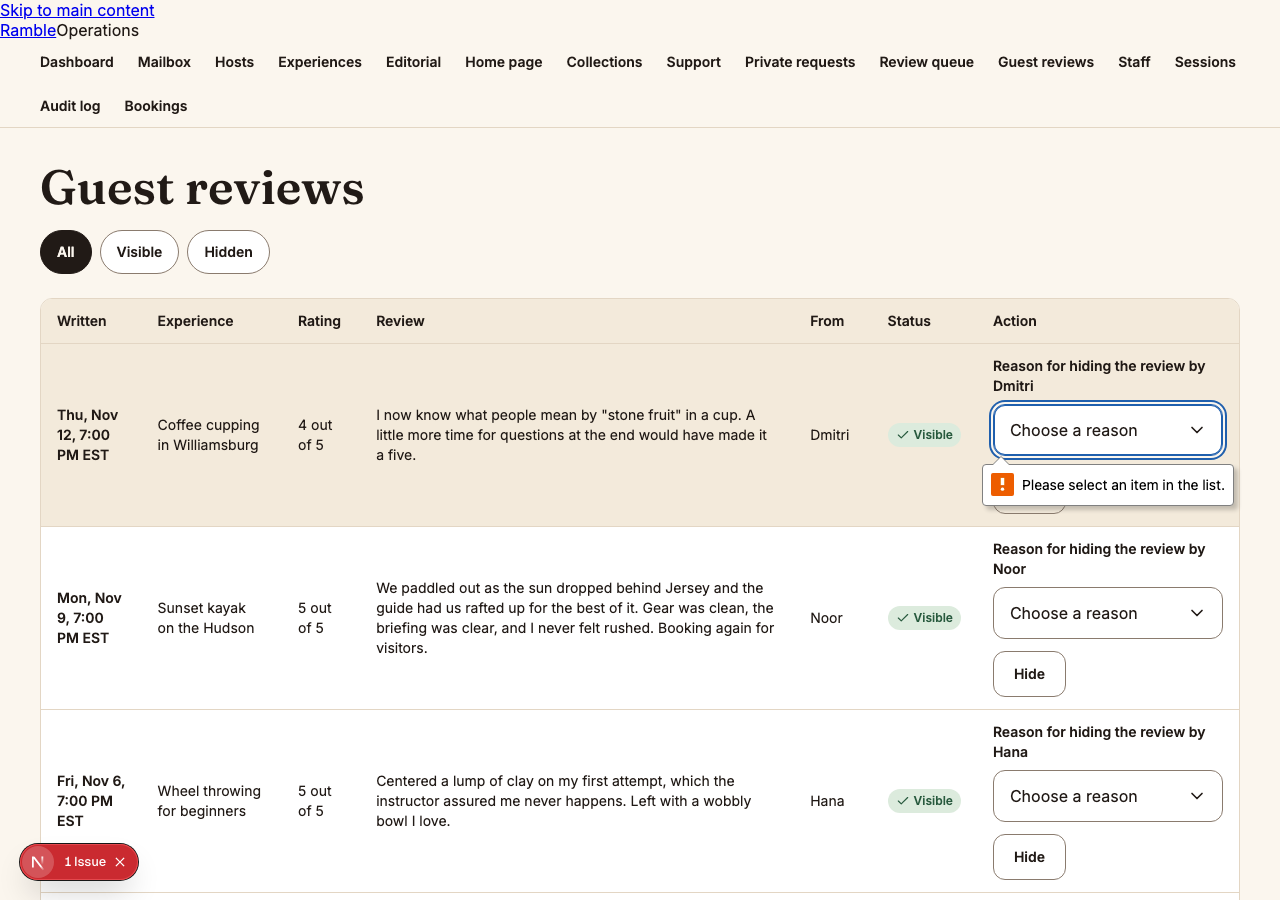 Skip to main content
RambleOperations
Dashboard Mailbox Hosts Experiences Editorial Home page Collections Support Private requests Review queue Guest reviews Staff Sessions
Audit log Bookings
Guest reviews
All Visible Hidden
Written Experience Rating Review From Status Action
Thu, Nov 12, 7:00 PM EST
Coffee cupping in Williamsburg
4 out of 5
I now know what people mean by "stone fruit" in a cup. A
little more time for questions at the end would have made it
a five.
Dmitri
Visible
Reason for hiding the review by
Dmitri
Choose a reason
Please select an item in the list.
Mon, Nov 9, 7:00 PM EST
Sunset kayak on the Hudson
5 out of 5
We paddled out as the sun dropped behind Jersey and the
guide had us rafted up for the best of it. Gear was clean, the
briefing was clear, and I never felt rushed. Booking again for
visitors.
Noor
Visible
Reason for hiding the review by
Noor
Choose a reason
Hide
Fri, Nov 6, 7:00 PM EST
Wheel throwing for beginners
5 out of 5
Centered a lump of clay on my first attempt, which the
instructor assured me never happens. Left with a wobbly
bowl I love.
Hana
Visible
Reason for hiding the review by
Hana
Choose a reason
Hide
N 1 Issue